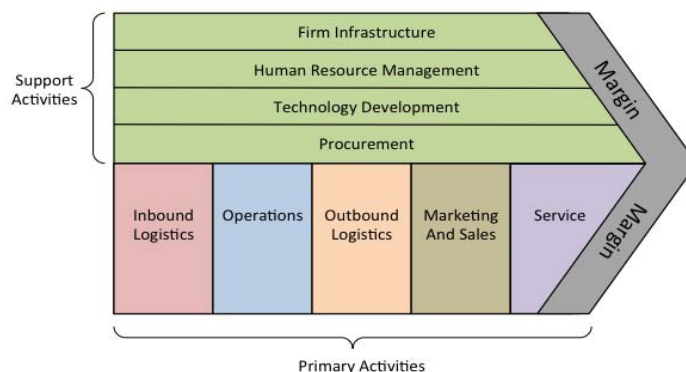 Firm Infrastructure
Human Resource Management
Technology Development
Procurement
Support
Activities
Margin
Inbound
Logistics
Operations
Outbound
Logistics
Marketing
And Sales
Service
Margin
Primary Activities